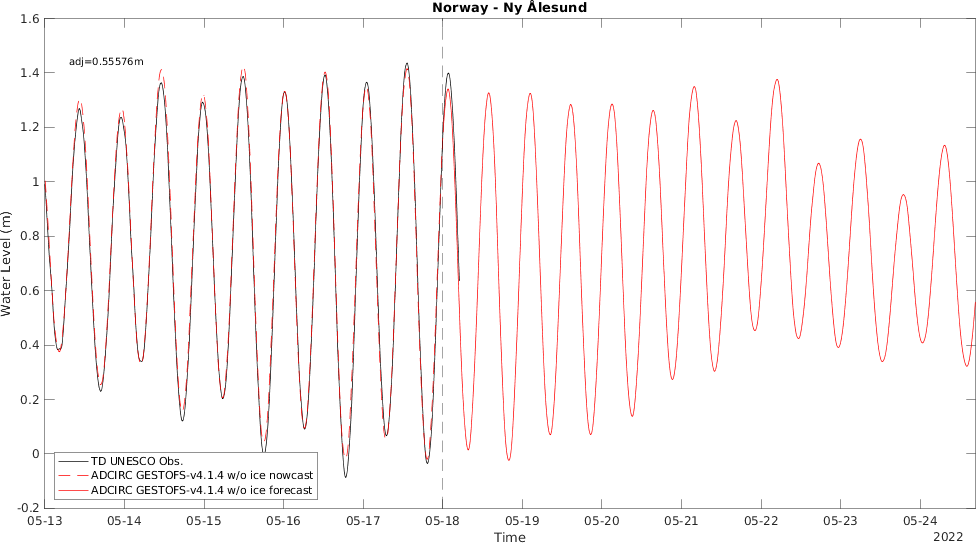 Norway - Ny Ålesund
adj=0.55576m
Water Level (m)
1.6
1.4
1.2
1
0.8
0.6
0.4
0.2
0
-0.2
TD UNESCO Obs.
ADCIRC GESTOFS-v4.1.4 w/o ice nowcast
ADCIRC GESTOFS-v4.1.4 w/o ice forecast
05-13 05-14 05-15 05-16 05-17 05-18 05-19 05-20 05-21 05-22 05-23 05-24
Time
2022